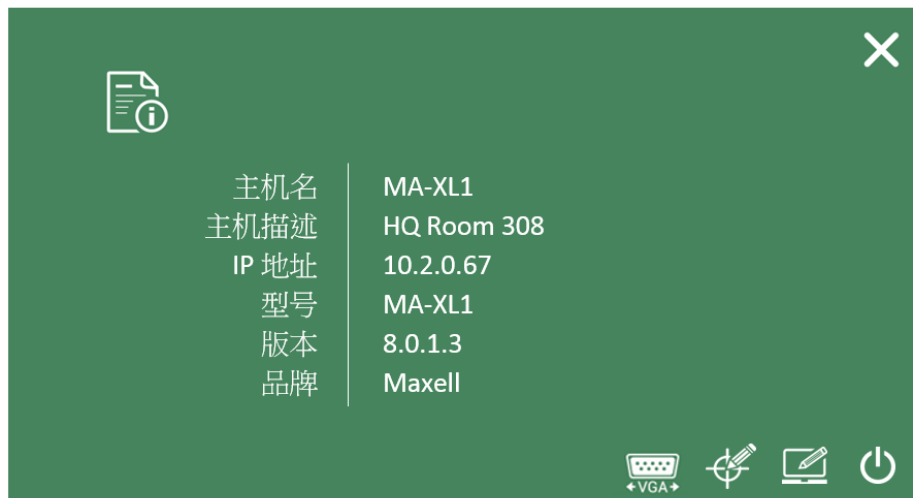 主机名 MA-XL1
主机描述 HQ Room 308
IP 地址 10.2.0.67
型号 MA-XL1
版本 8.0.1.3
品牌 Maxell
VGA